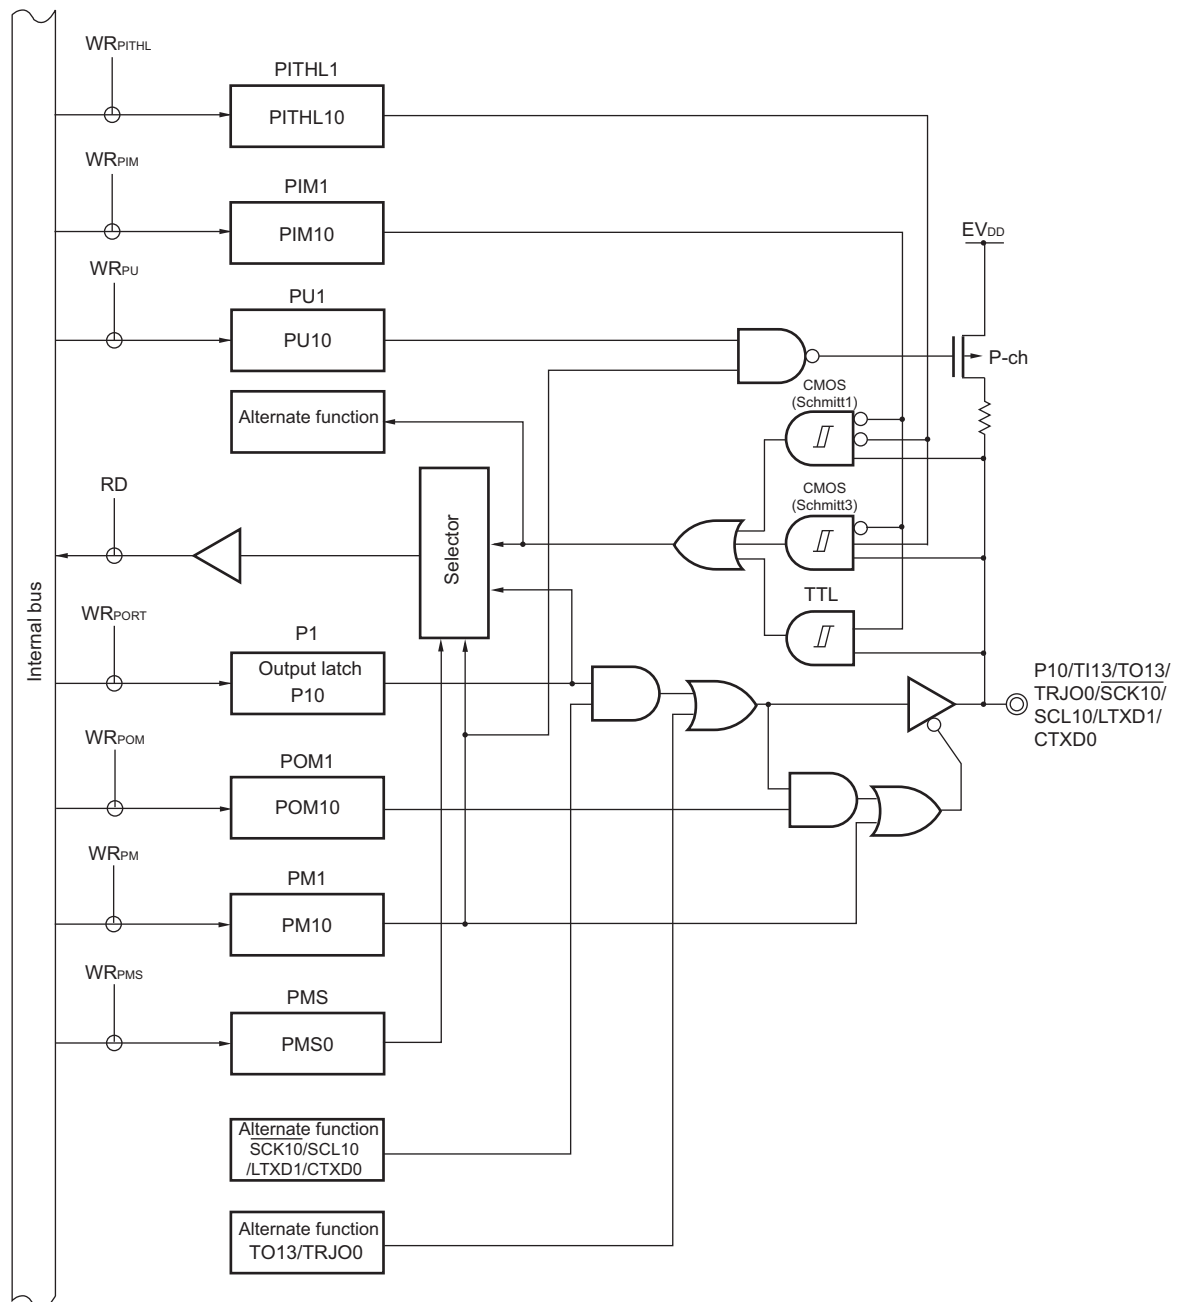 WRPITHL
PITHL1
PITHL10
WRPIM
PIM1
PIM10
EVDD
WRPU
PU1
PU10
P-ch
CMOS
(Schmitt1)
Alternate function
RD
Selector
CMOS
(Schmitt3)
Internal bus
TTL
WRPORT
P1
Output latch
P10
P10/TI13/TO13/
TRJO0/SCK10/
SCL10/LTXD1/
CTXD0
WRPOM
POM1
POM10
WRPM
PM1
PM10
WRPMS
PMS
PMS0
Alternate function
SCK10/SCL10
/LTXD1/CTXD0
Alternate function
TO13/TRJO0